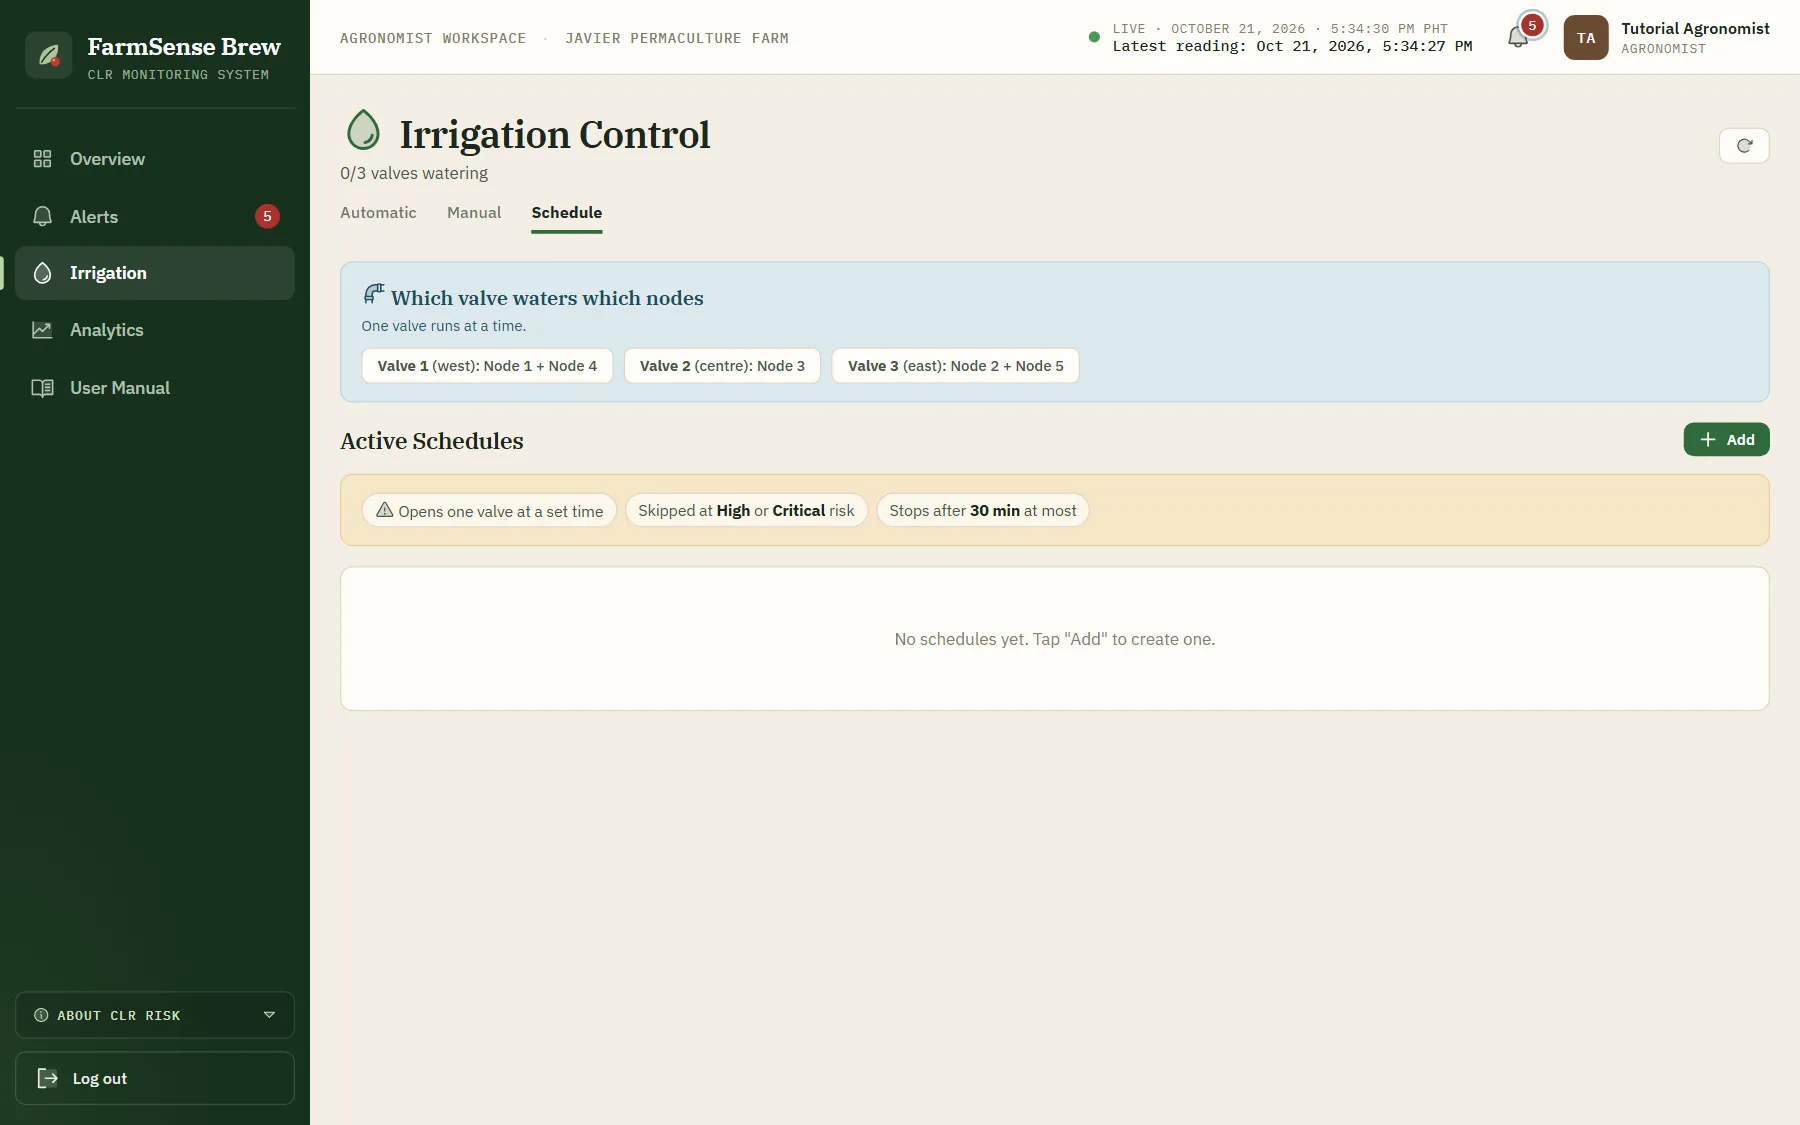 FarmSense Brew
CLR MONITORING SYSTEM
Overview
Alerts 5
Irrigation
Analytics
User Manual
ABOUT CLR RISK
Log out
AGRONOMIST WORKSPACE · JAVIER PERMACULTURE FARM
LIVE · OCTOBER 21, 2026 · 5:34:30 PM PHT
Latest reading: Oct 21, 2026, 5:34:27 PM
5
TA
Tutorial Agronomist
AGRONOMIST
Irrigation Control
0/3 valves watering
Automatic Manual Schedule
Which valve waters which nodes
One valve runs at a time.
Valve 1 (west): Node 1 + Node 4 Valve 2 (centre): Node 3 Valve 3 (east): Node 2 + Node 5
Active Schedules
Add
Opens one valve at a set time Skipped at High or Critical risk Stops after 30 min at most
No schedules yet. Tap "Add" to create one.